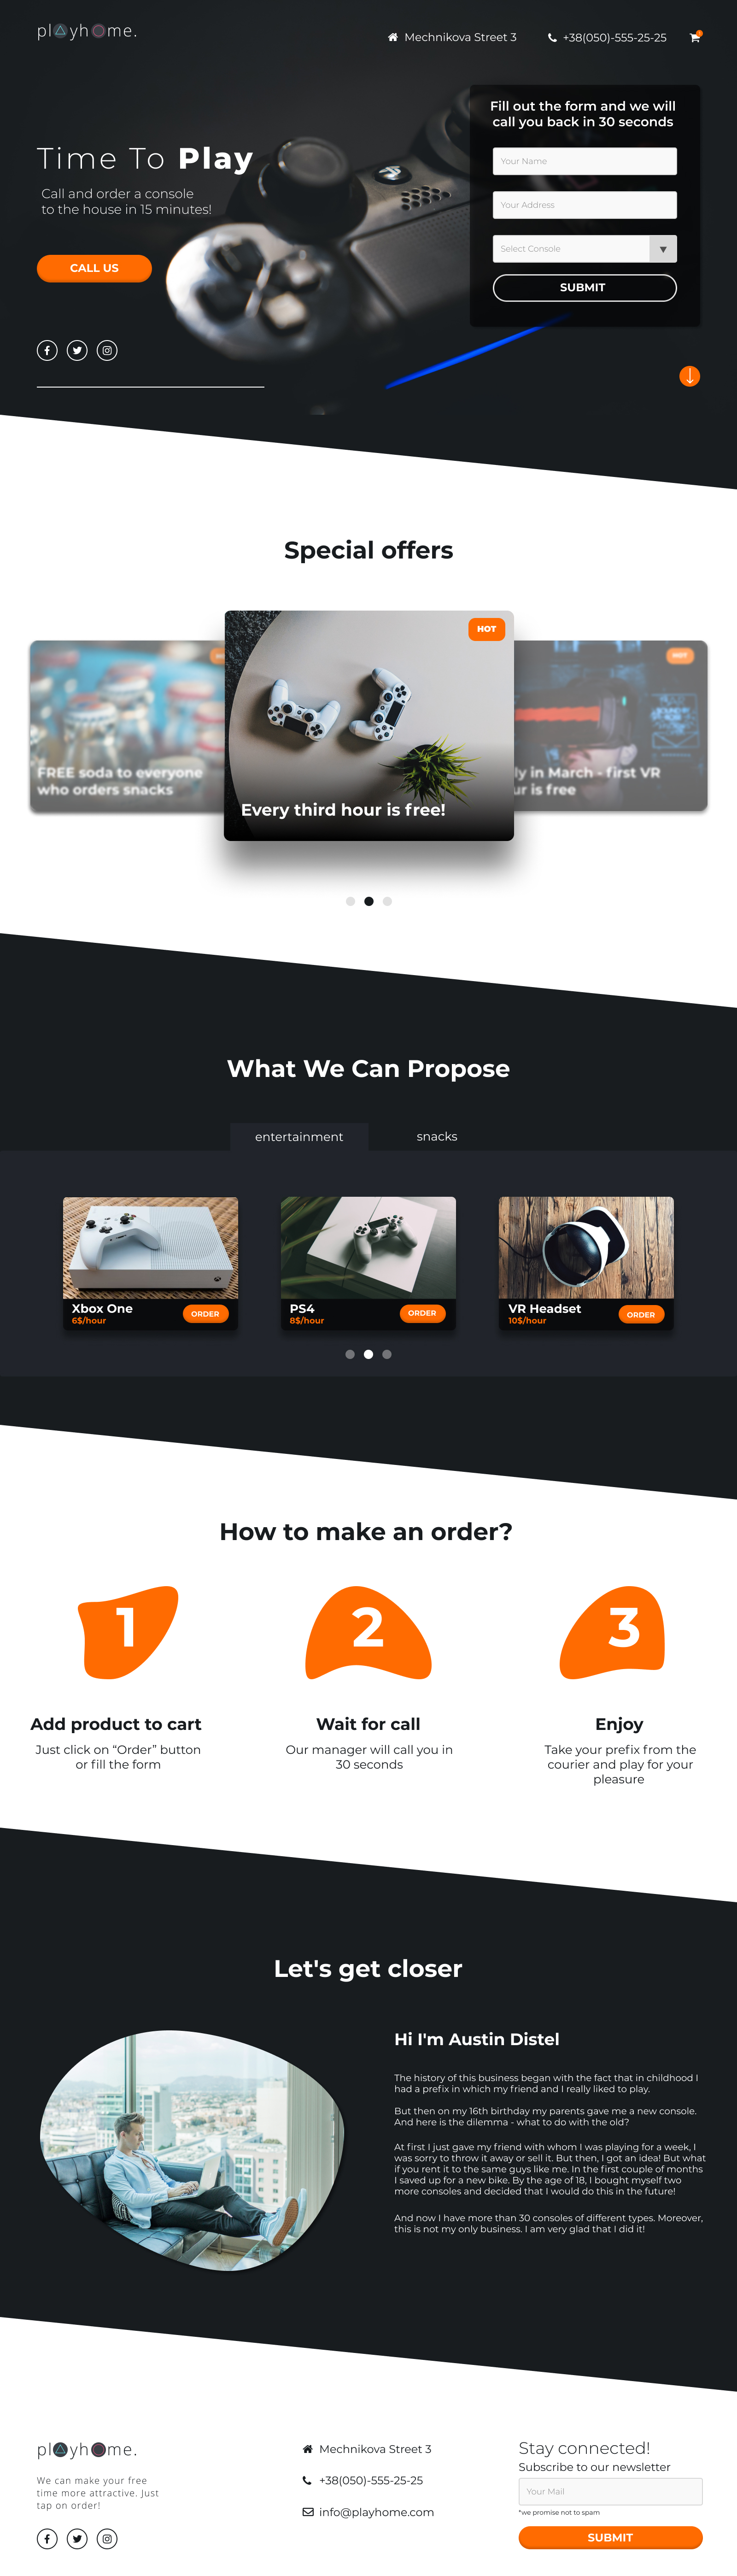 playhome.
Mechnikova Street 3
+38(050)-555-25-25
Time To Play
Call and order a console
to the house in 15 minutes!
CALL US
Fill out the form and we will
call you back in 30 seconds
Your Name
Your Address
Select Console
SUBMIT
Special offers
FREE soda to everyone
who orders snacks
HOT
Every third hour is free!
HOT
in March - first VR
is free
What We Can Propose
entertainment
snacks
Xbox One
6$/hour
ORDER
PS4
8$/hour
ORDER
VR Headset
10$/hour
ORDER
How to make an order?
1
Add product to cart
Just click on “Order” button
or fill the form
2
Wait for call
Our manager will call you in
30 seconds
3
Enjoy
Take your prefix from the
courier and play for your
pleasure
Let's get closer
Hi I'm Austin Distel
The history of this business began with the fact that in childhood I
had a prefix in which my friend and I really liked to play.
But then on my 16th birthday my parents gave me a new console.
And here is the dilemma - what to do with the old?
At first I just gave my friend with whom I was playing for a week, I
was sorry to throw it away or sell it. But then, I got an idea! But what
if you rent it to the same guys like me. In the first couple of months
I saved up for a new bike. By the age of 18, I bought myself two
more consoles and decided that I would do this in the future!
And now I have more than 30 consoles of different types. Moreover,
this is not my only business. I am very glad that I did it!
playhome.
We can make your free
time more attractive. Just
tap on order!
Mechnikova Street 3
+38(050)-555-25-25
info@playhome.com
Stay connected!
Subscribe to our newsletter
Your Mail
*we promise not to spam
SUBMIT